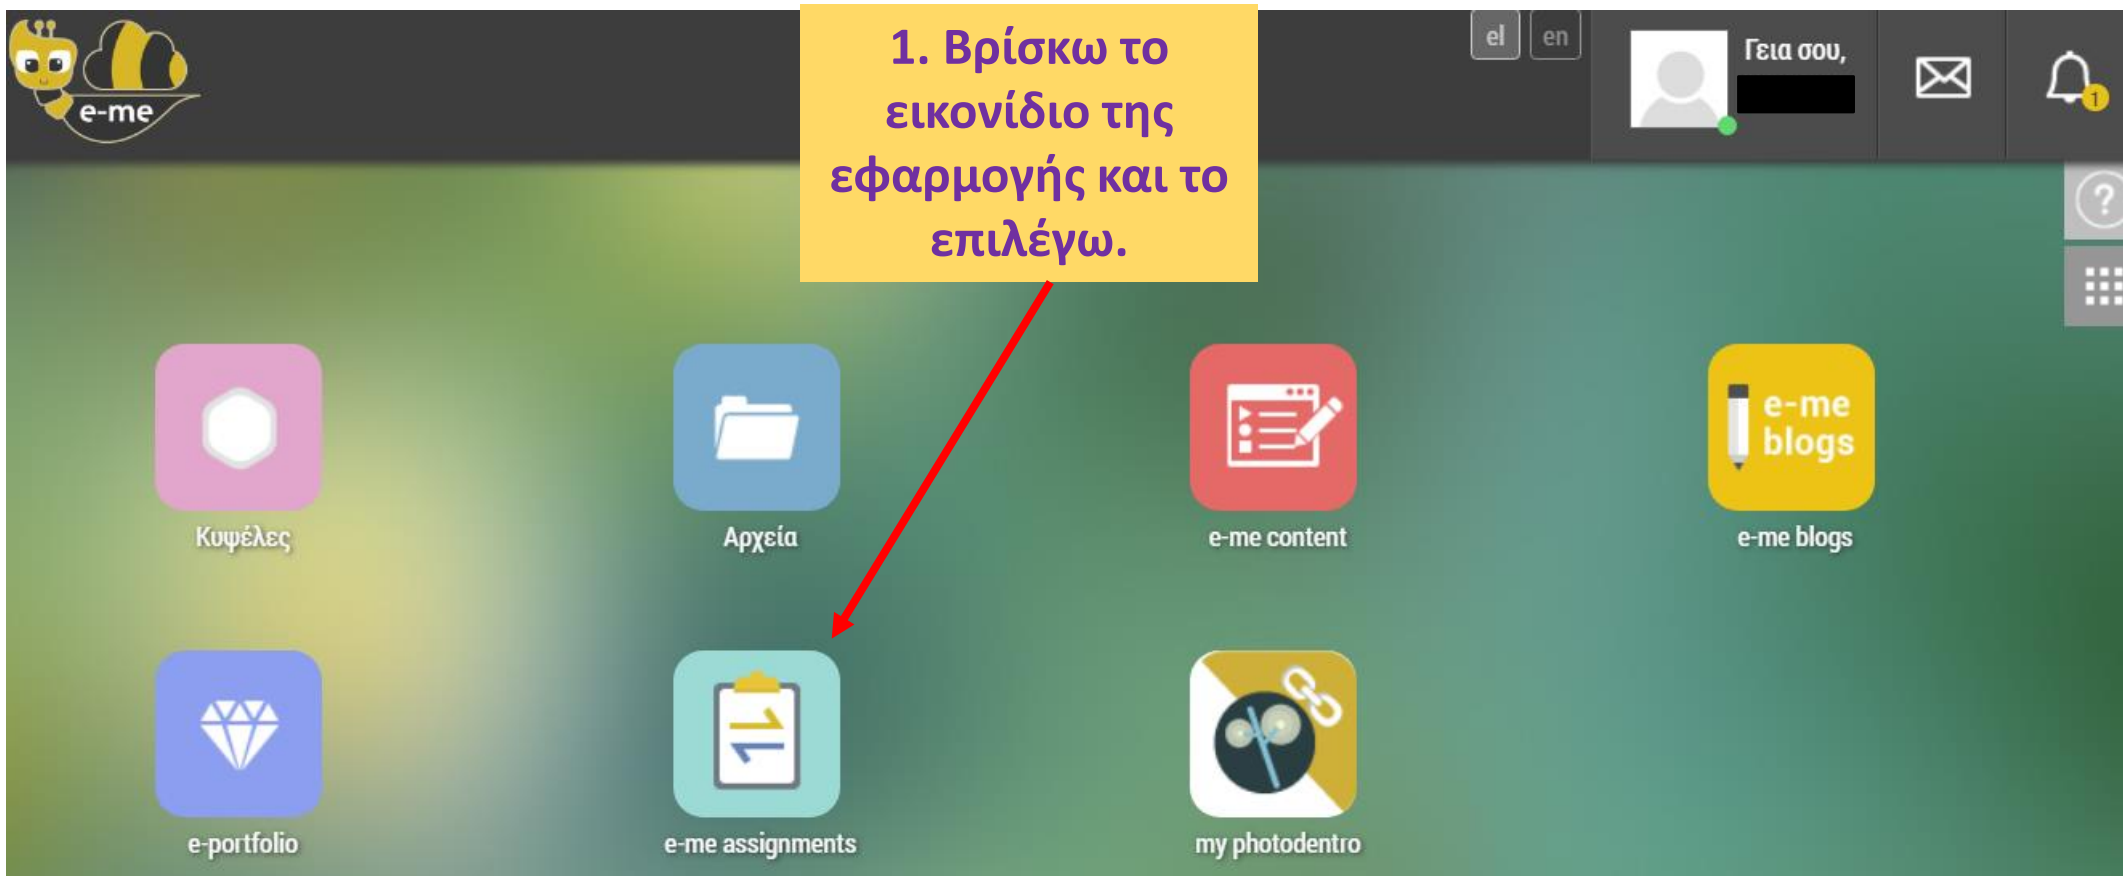 e-me
1. Βρίσκω το
εικονίδιο της
εφαρμογής και το
επιλέγω.
el en
Γεια σου,
1
?
e-me
blogs
Κυψέλες
Αρχεία
e-me content
e-me blogs
e-portfolio
e-me assignments
my photodentro